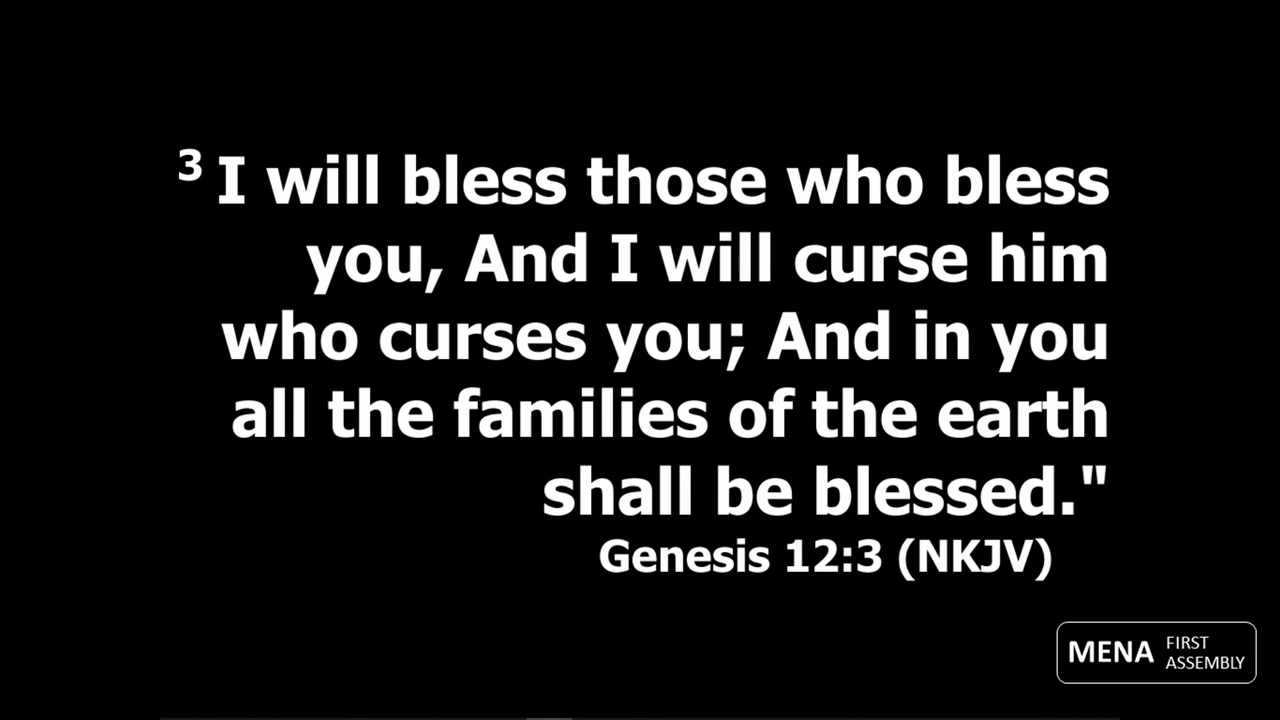 3 I will bless those who bless
you, And I will curse him
who curses you; And in you
all the families of the earth
shall be blessed."
Genesis 12:3 (NKJV)
MENA FIRST
ASSEMBLY